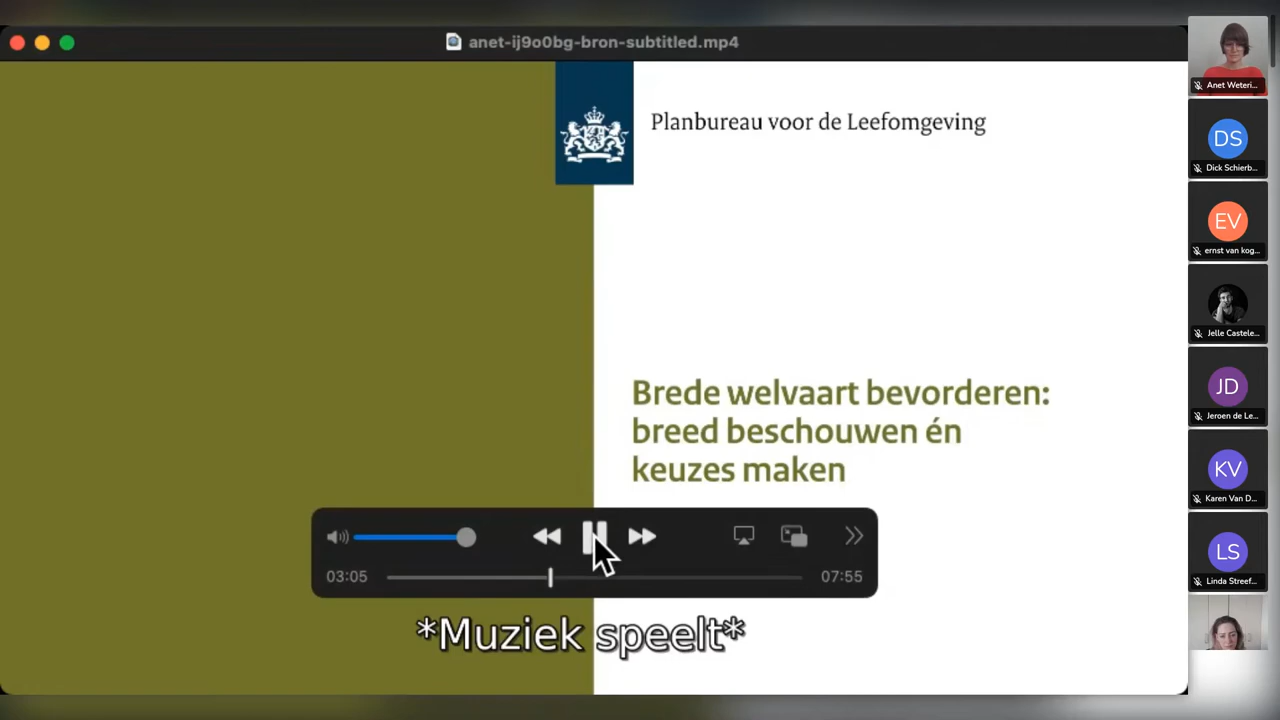 anet-ij9o0bg-bron-subtitled.mp4
Planbureau voor de Leefomgeving
Brede welvaart bevorderen:
breed beschouwen én
keuzes maken
03:05
07:55
*Muziek speelt*
Anet Weteri...
DS
Dick Schierb...
EV
ernst van kog...
Jelle Castele...
JD
Jeroen de Le...
KV
Karen Van D...
LS
Linda Streef...